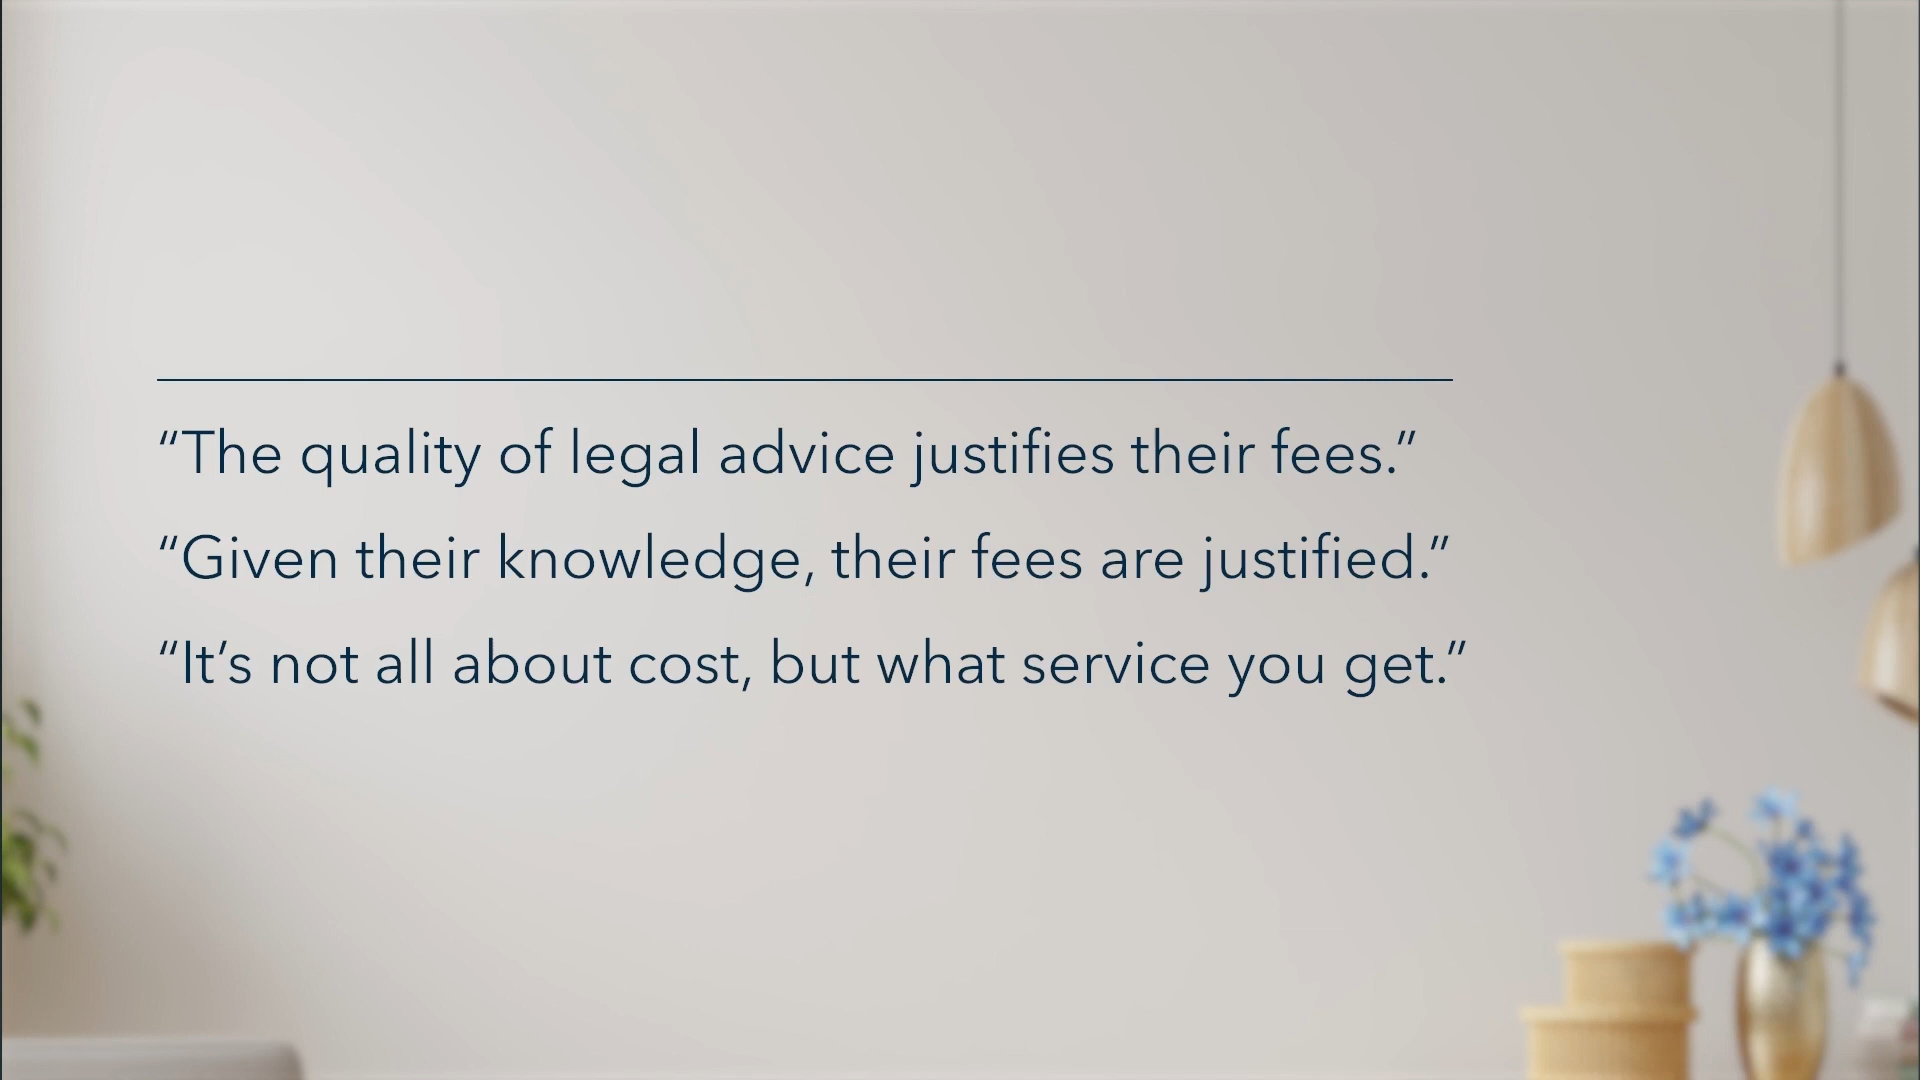 “The quality of legal advice justifies their fees.”
“Given their knowledge, their fees are justified.”
“It’s not all about cost, but what service you get.”